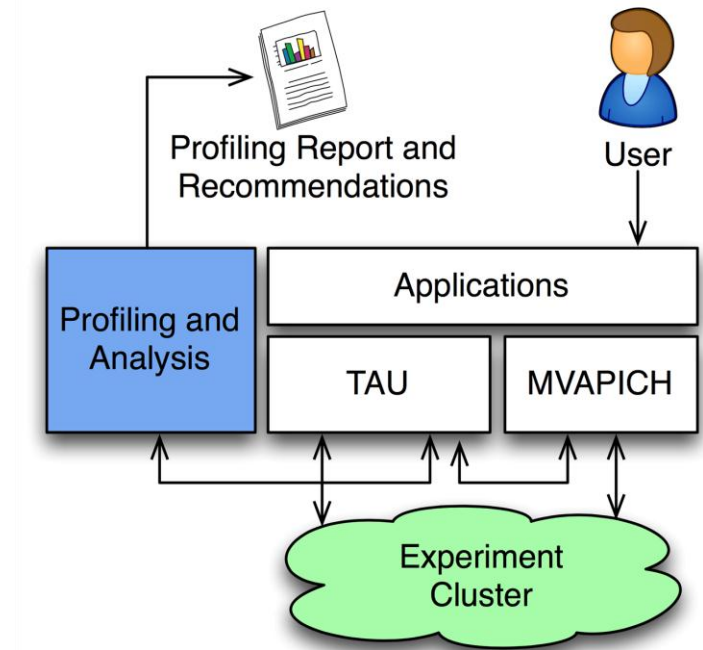 Profiling Report and
Recommendations
User
Profiling and
Analysis
Applications
TAU
MVAPICH
Experiment
Cluster